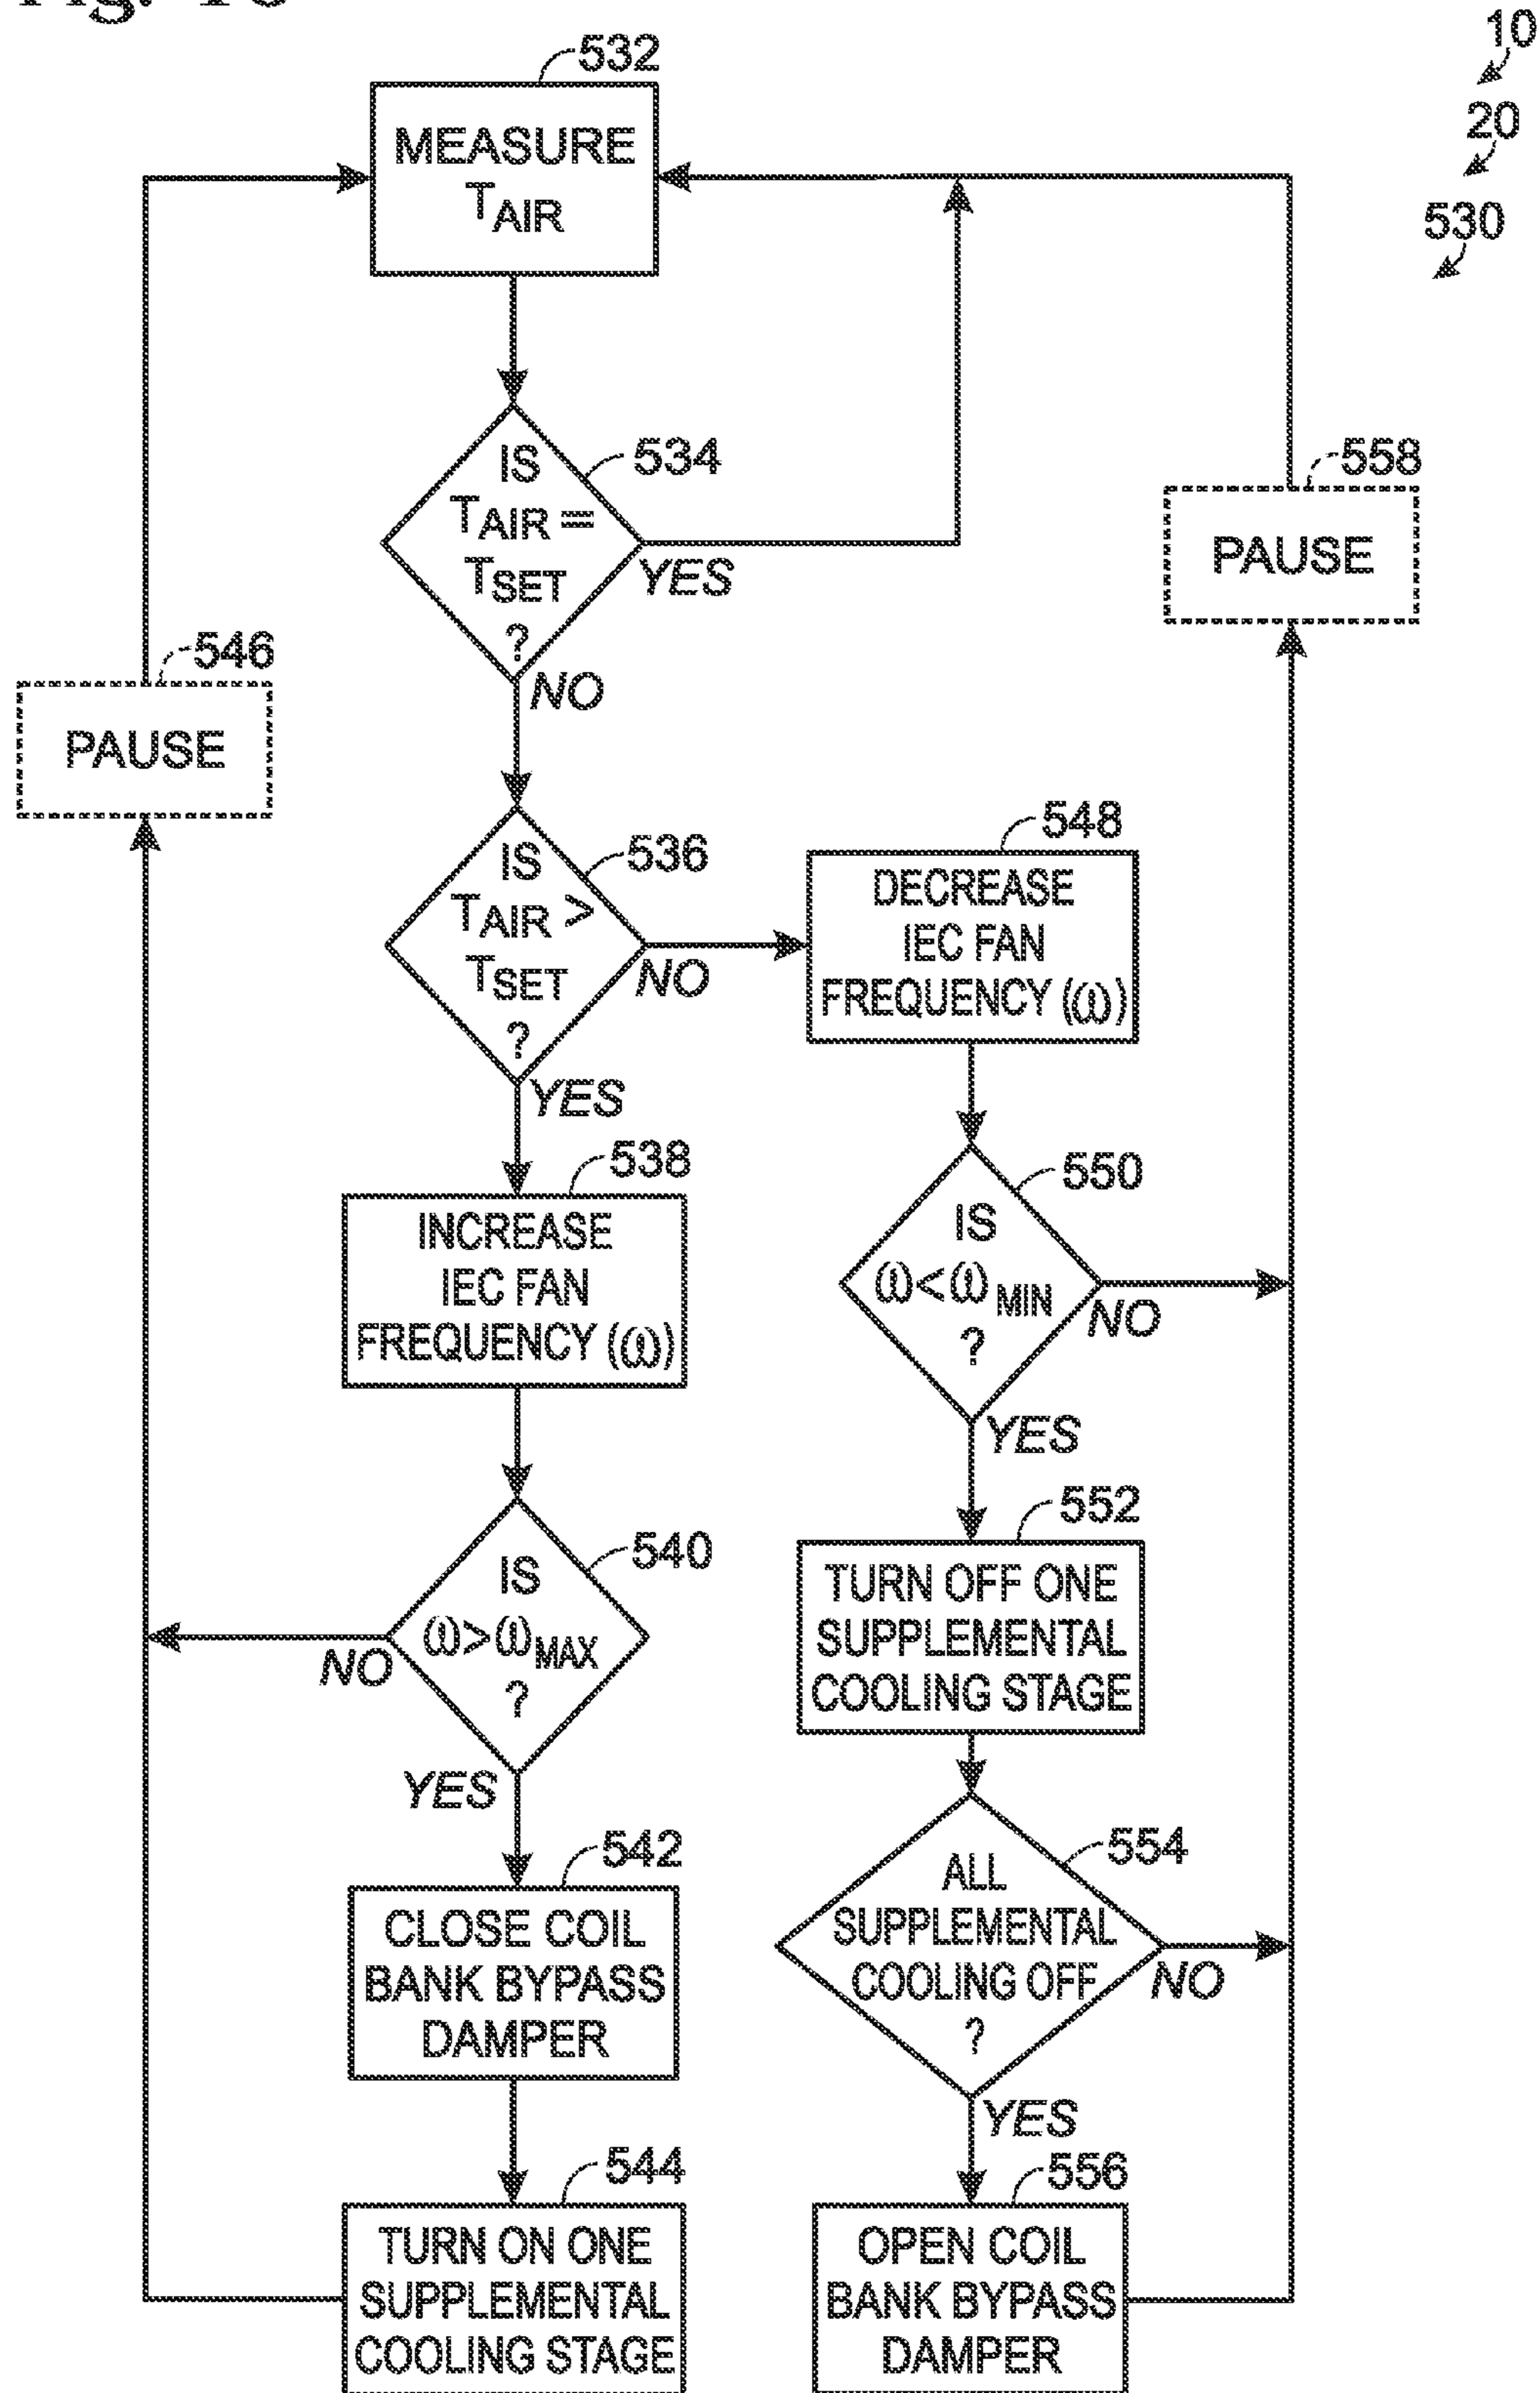 10
20
530
532
MEASURE
TAIR
534
IS
TAIR =
TSET
?
YES
NO
558
PAUSE
546
PAUSE
536
IS
TAIR >
TSET
?
NO
YES
548
DECREASE
IEC FAN
FREQUENCY (ω)
538
INCREASE
IEC FAN
FREQUENCY (ω)
550
IS
ω<ω MIN
?
NO
YES
540
IS
ω>ωMAX
?
NO
YES
552
TURN OFF ONE
SUPPLEMENTAL
COOLING STAGE
542
CLOSE COIL
BANK BYPASS
DAMPER
554
ALL
SUPPLEMENTAL
COOLING OFF
?
NO
YES
544
TURN ON ONE
SUPPLEMENTAL
COOLING STAGE
556
OPEN COIL
BANK BYPASS
DAMPER